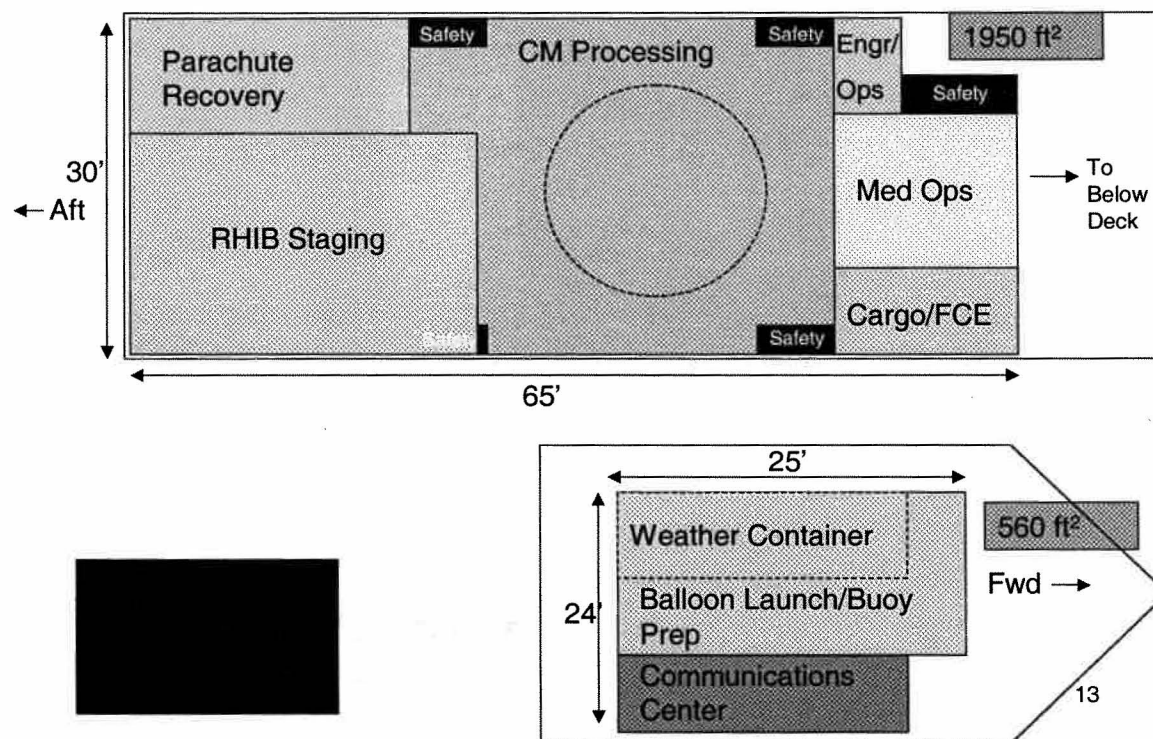 Safety
Safety
1950 ft²
CM Processing
Engr/
Ops
Parachute
Recovery
Safety
30’
To
Below
Deck
Med Ops
← Aft
RHIB Staging
Cargo/FCE
Safety
Safety
65’
25’
Weather Container
560 ft²
Fwd →
24’
Balloon Launch/Buoy
Prep
Communications
Center
13